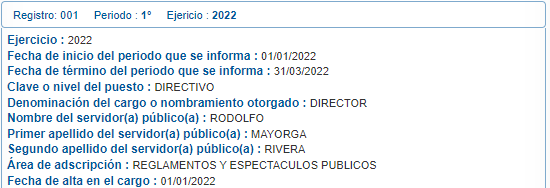 Registro: 001 Periodo : 1º Ejericio : 2022
Ejercicio : 2022
Fecha de inicio del periodo que se informa : 01/01/2022
Fecha de término del periodo que se informa : 31/03/2022
Clave o nivel del puesto : DIRECTIVO
Denominación del cargo o nombramiento otorgado : DIRECTOR
Nombre del servidor(a) público(a) : RODOLFO
Primer apellido del servidor(a) público(a) : MAYORGA
Segundo apellido del servidor(a) público(a) : RIVERA
Área de adscripción : REGLAMENTOS Y ESPECTACULOS PUBLICOS
Fecha de alta en el cargo : 01/01/2022